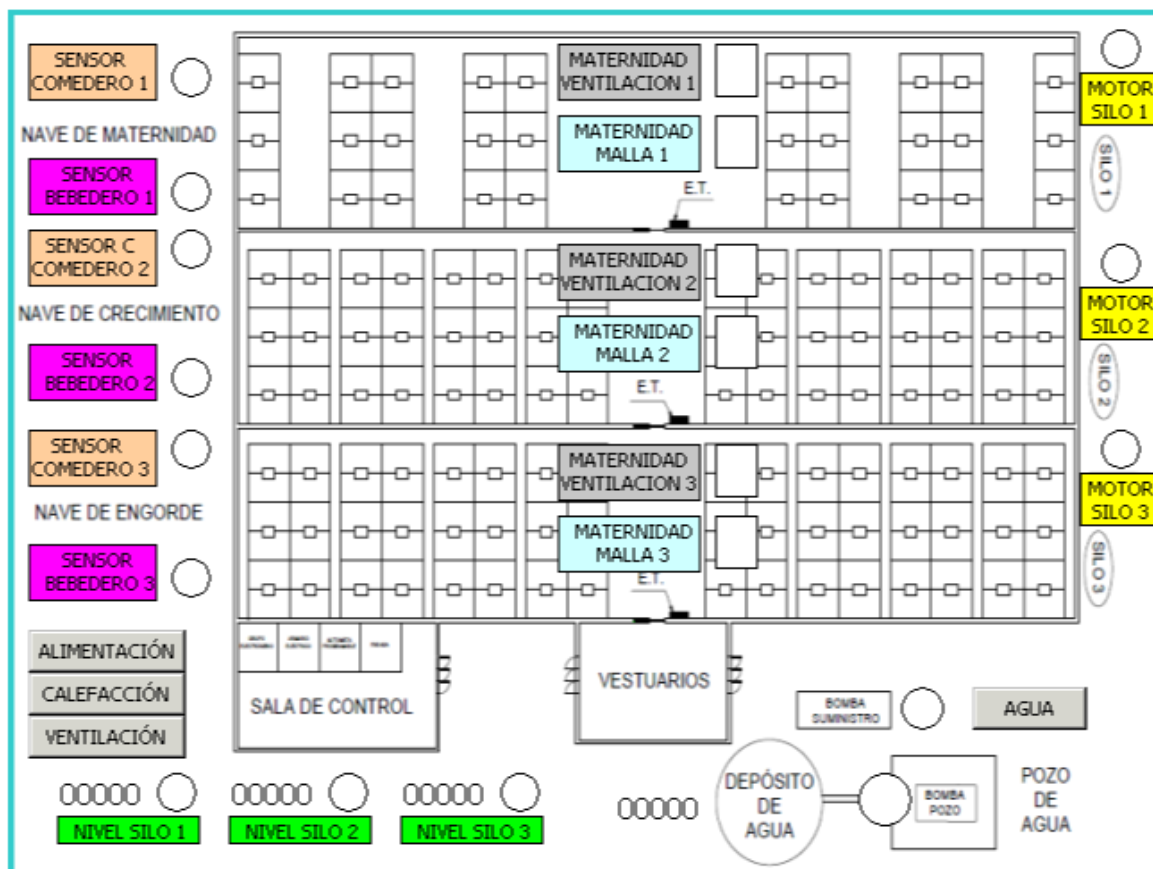 SENSOR
COMEDERO 1
NAVE DE MATERNIDAD
SENSOR
BEBEDERO 1
SENSOR C
COMEDERO 2
NAVE DE CRECIMIENTO
SENSOR
BEBEDERO 2
SENSOR
COMEDERO 3
NAVE DE ENGORDE
SENSOR
BEBEDERO 3
MATERNIDAD
VENTILACION 1
MATERNIDAD
MALLA 1
E.T.
MATERNIDAD
VENTILACION 2
MATERNIDAD
MALLA 2
E.T.
MATERNIDAD
VENTILACION 3
MATERNIDAD
MALLA 3
E.T.
MOTOR
SILO 1
SILO 1
MOTOR
SILO 2
SILO 2
MOTOR
SILO 3
SILO 3
ALIMENTACIÓN
CALEFACCIÓN
VENTILACIÓN
SALA DE CONTROL
VESTUARIOS
BOMBA
SUMINISTRO
AGUA
00000
NIVEL SILO 1
00000
NIVEL SILO 2
00000
NIVEL SILO 3
00000
DEPÓSITO
DE
AGUA
BOMBA
POZO
POZO
DE
AGUA